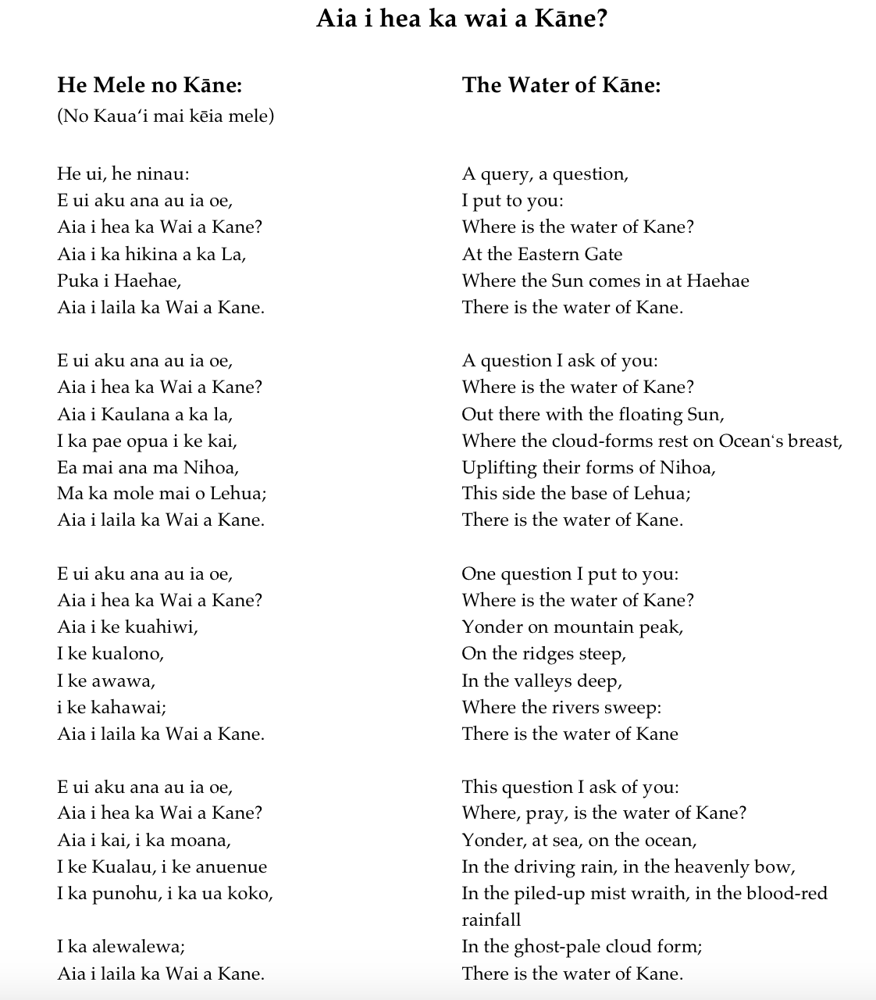 Aia i hea ka wai a Kāne?
He Mele no Kāne:
(No Kauaʻi mai kēia mele)
He ui, he ninau:
E ui aku ana au ia oe,
Aia i hea ka Wai a Kane?
Aia i ka hikina a ka La,
Puka i Haehae,
Aia i laila ka Wai a Kane.
E ui aku ana au ia oe,
Aia i hea ka Wai a Kane?
Aia i Kaulana a ka la,
I ka pae opua i ke kai,
Ea mai ana ma Nihoa,
Ma ka mole mai o Lehua;
Aia i laila ka Wai a Kane.
E ui aku ana au ia oe,
Aia i hea ka Wai a Kane?
Aia i ke kuahiwi,
I ke kualono,
I ke awawa,
i ke kahawai;
Aia i laila ka Wai a Kane.
E ui aku ana au ia oe,
Aia i hea ka Wai a Kane?
Aia i kai, i ka moana,
I ke Kualau, i ke anuenue
I ka punohu, i ka ua koko,
I ka alewalewa;
Aia i laila ka Wai a Kane.
The Water of Kāne:
A query, a question,
I put to you:
Where is the water of Kane?
At the Eastern Gate
Where the Sun comes in at Haehae
There is the water of Kane.
A question I ask of you:
Where is the water of Kane?
Out there with the floating Sun,
Where the cloud-forms rest on Oceanʻs breast,
Uplifting their forms of Nihoa,
This side the base of Lehua;
There is the water of Kane.
One question I put to you:
Where is the water of Kane?
Yonder on mountain peak,
On the ridges steep,
In the valleys deep,
Where the rivers sweep:
There is the water of Kane
This question I ask of you:
Where, pray, is the water of Kane?
Yonder, at sea, on the ocean,
In the driving rain, in the heavenly bow,
In the piled-up mist wraith, in the blood-red
rainfall
In the ghost-pale cloud form;
There is the water of Kane.